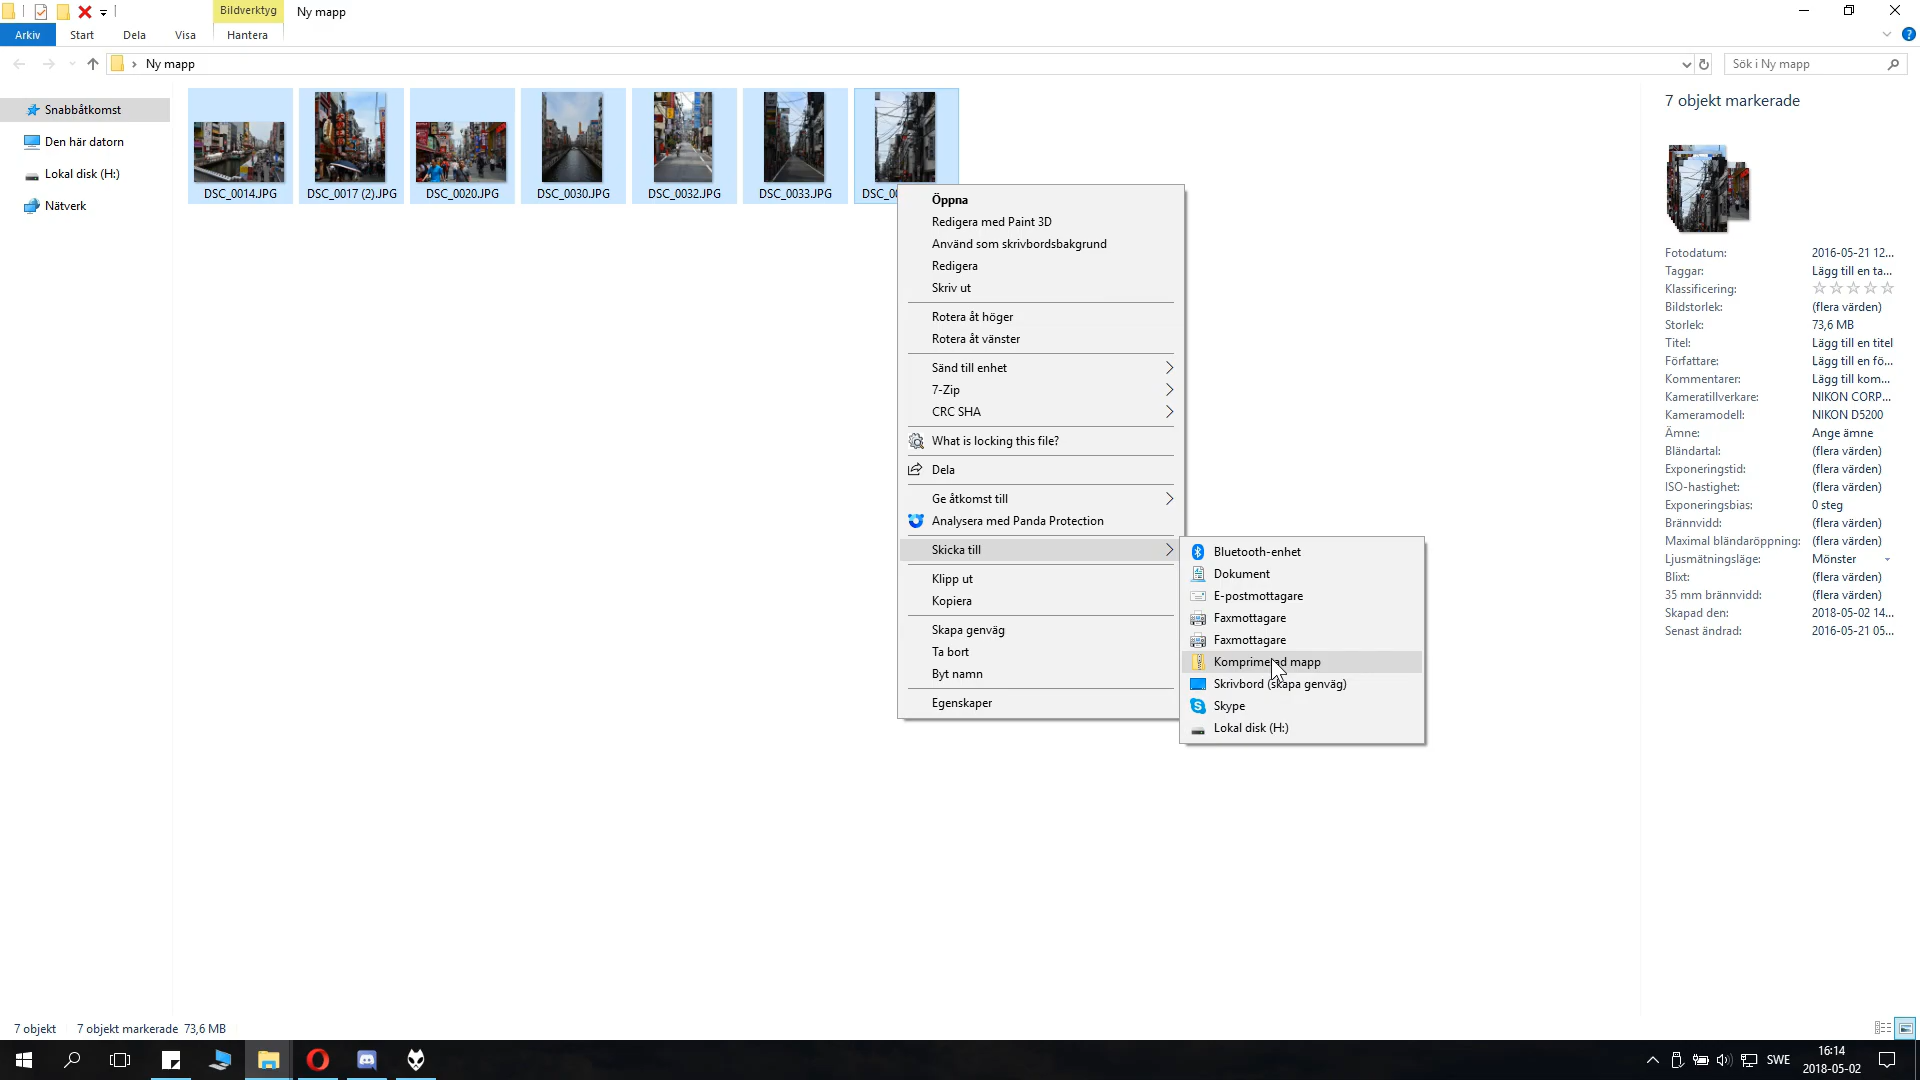 Bildverktyg
Ny mapp
Arkiv
Start
Dela
Visa
Hantera
Ny mapp
Sök i Ny mapp
Snabbåtkomst
Den här datorn
Lokal disk (H:)
Nätverk
DSC_0014.JPG
DSC_0017 (2).JPG
DSC_0020.JPG
DSC_0030.JPG
DSC_0032.JPG
DSC_0033.JPG
Öppna
Redigera med Paint 3D
Använd som skrivbordsbakgrund
Redigera
Skriv ut
Rotera åt höger
Rotera åt vänster
Sänd till enhet
7-Zip
CRC SHA
What is locking this file?
Dela
Ge åtkomst till
Analysera med Panda Protection
Skicka till
Klipp ut
Kopiera
Skapa genväg
Ta bort
Byt namn
Egenskaper
Bluetooth-enhet
Dokument
E-postmottagare
Faxmottagare
Faxmottagare
Komprimerad mapp
Skrivbord (skapa genväg)
Skype
Lokal disk (H:)
7 objekt markerade
Fotodatum: 2016-05-21 12...
Taggar: Lägg till en ta...
Klassificering:
Bildstorlek: (flera värden)
Storlek: 73,6 MB
Titel: Lägg till en titel
Författare: Lägg till en fö...
Kommentarer: Lägg till kom...
Kameratillverkare: NIKON CORP...
Kameramodell: NIKON D5200
Ämne: Ange ämne
Bländartal: (flera värden)
Exponeringstid: (flera värden)
ISO-hastighet: (flera värden)
Exponeringsbias: 0 steg
Brännvidd: (flera värden)
Maximal bländaröppning: (flera värden)
Ljusmätningsläge: Mönster
Blixt: (flera värden)
35 mm brännvidd: (flera värden)
Skapad den: 2018-05-02 14...
Senast ändrad: 2016-05-21 05...
7 objekt
7 objekt markerade 73,6 MB
SWE
16:14
2018-05-02